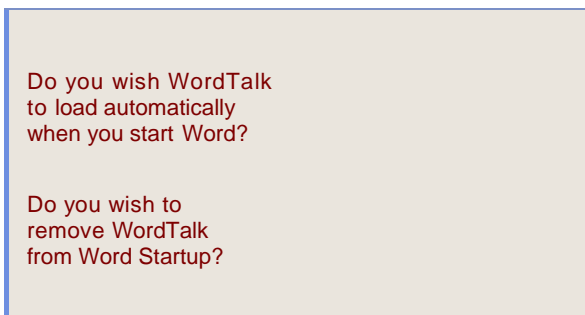 Do you wish WordTalk
to load automatically
when you start Word?
Do you wish to
remove WordTalk
from Word Startup?